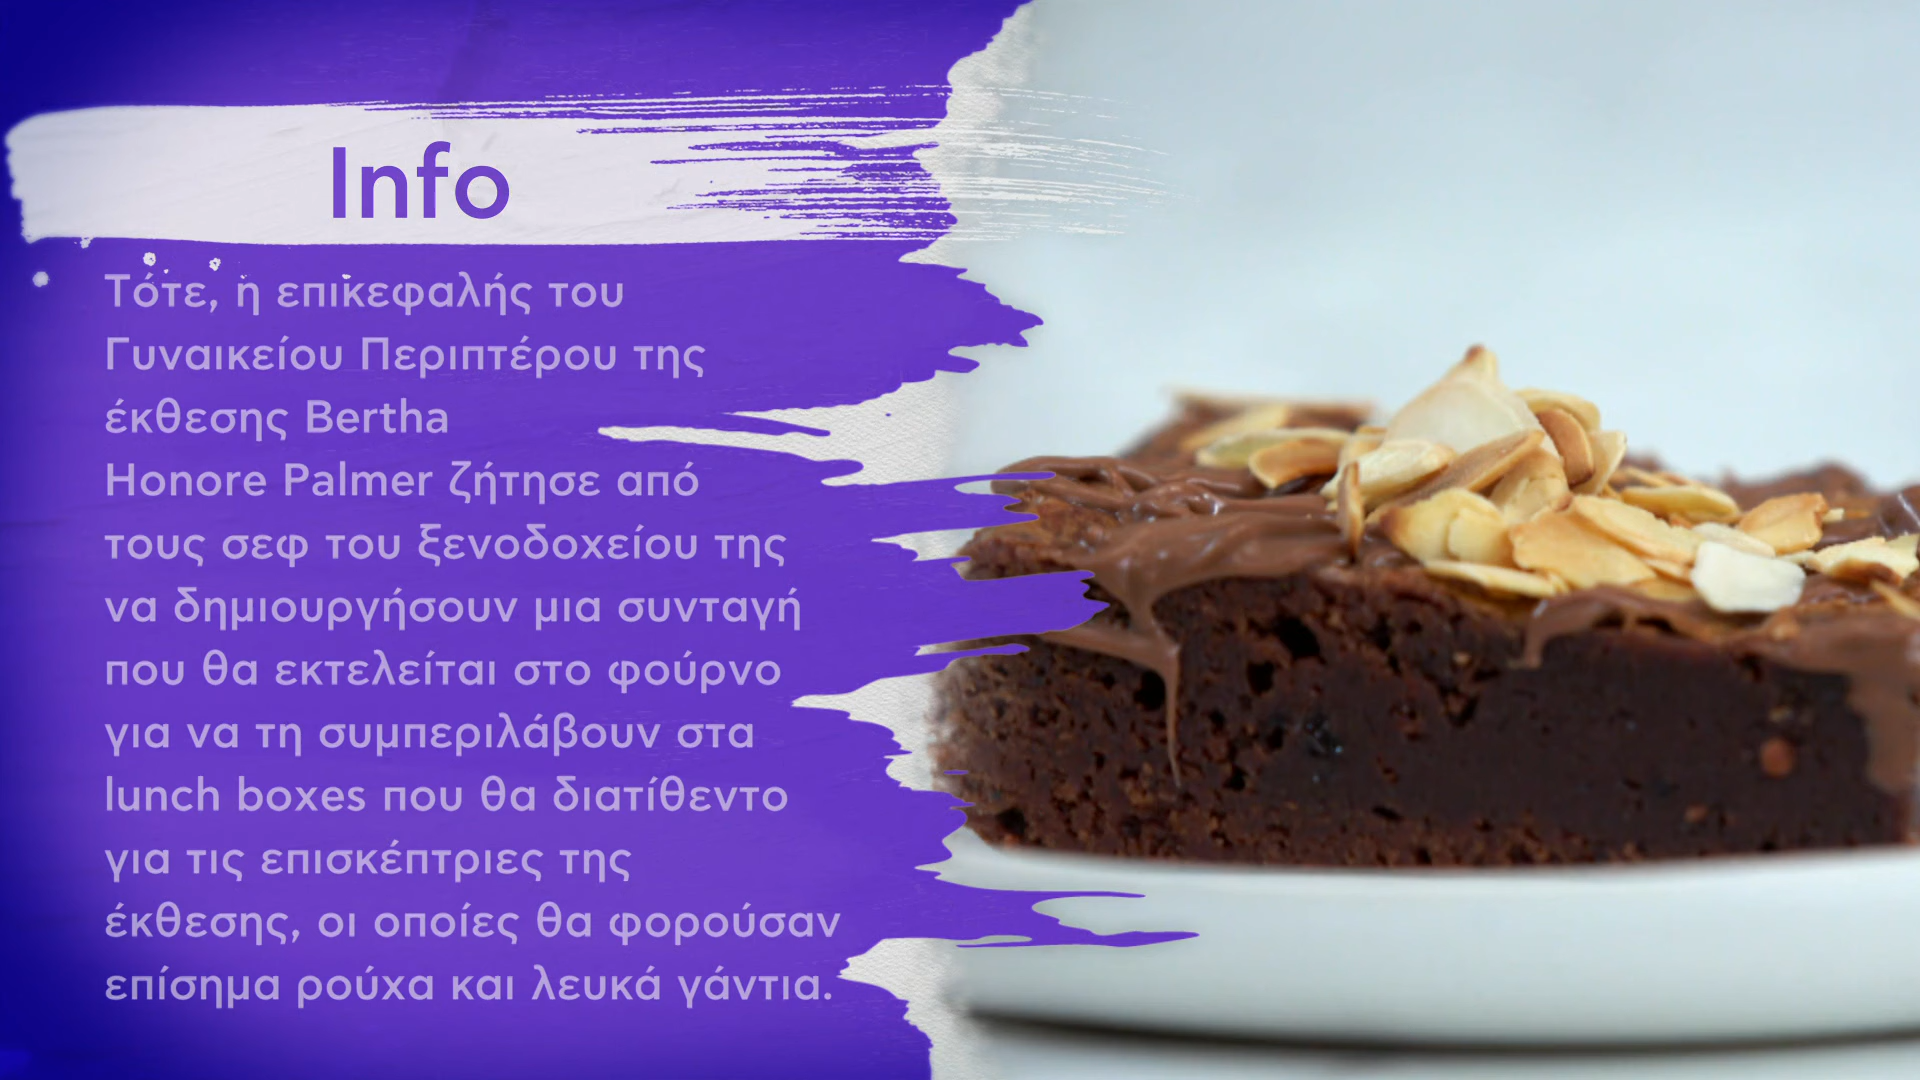 Info
Τότε, η επικεφαλής του
Γυναικείου Περιπτέρου της
έκθεσης Bertha
Honore Palmer ζήτησε από
τους σεφ του ξενοδοχείου της
να δημιουργήσουν μια συνταγή
που θα εκτελείται στο φούρνο
για να τη συμπεριλάβουν στα
lunch boxes που θα διατίθεντο
για τις επισκέπτριες της
έκθεσης, οι οποίες θα φορούσαν
επίσημα ρούχα και λευκά γάντια.